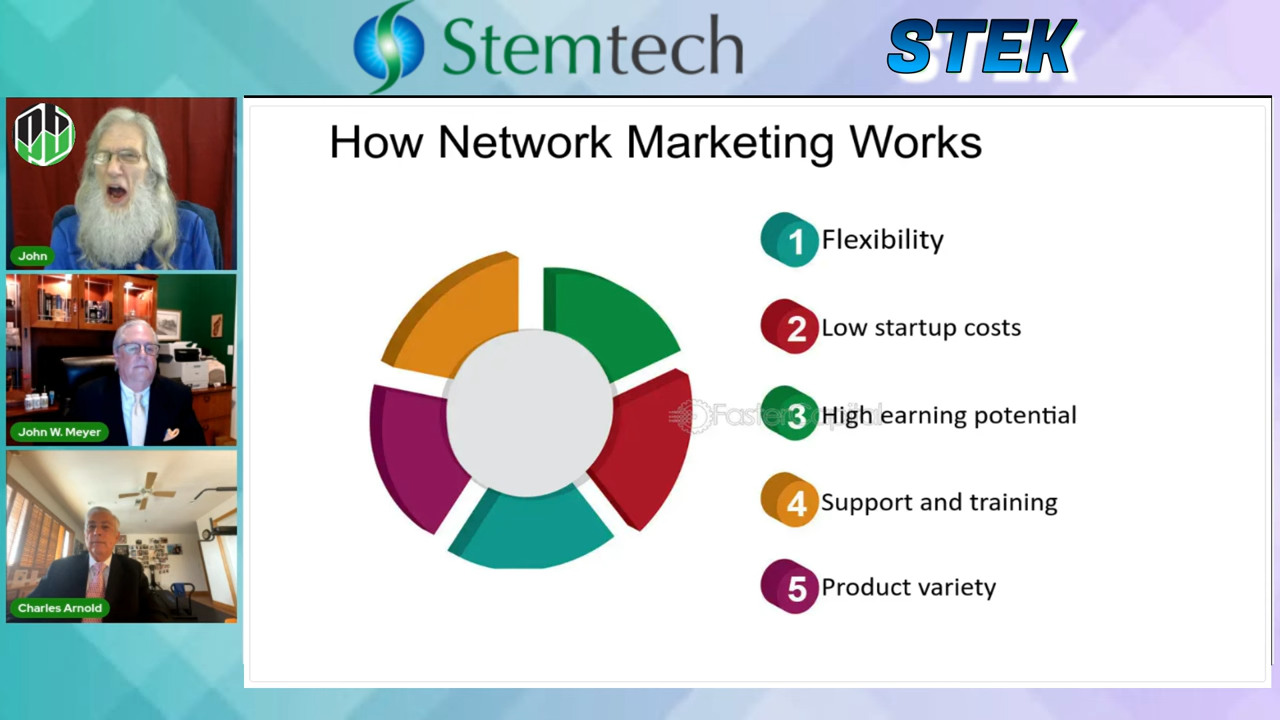 Stemtech
STEK
How Network Marketing Works
John
John W. Meyer
Charles Arnold
1 Flexibility
2 Low startup costs
3 High earning potential
FasterCapital
4 Support and training
5 Product variety